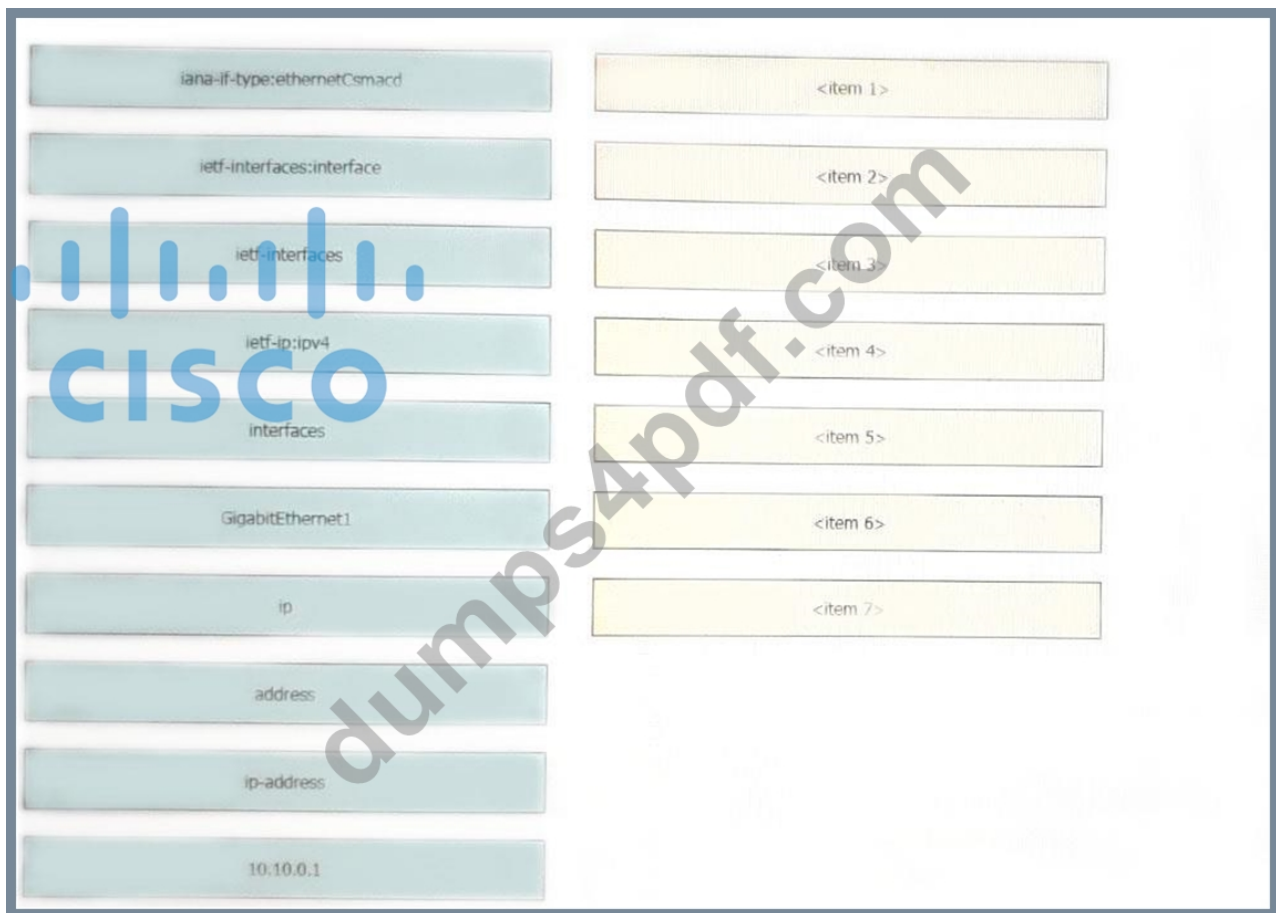 iana-if-type:ethernetCsmacd
ietf-interfaces:interface
ietf-interfaces
ietf-ip:ipv4
interfaces
GigabitEthernet1
ip
address
ip-address
10.10.0.1
<item 1>
<item 2>
<item 3>
<item 4>
<item 5>
<item 6>
<item 7>
CISCO
dumps4pdf.com